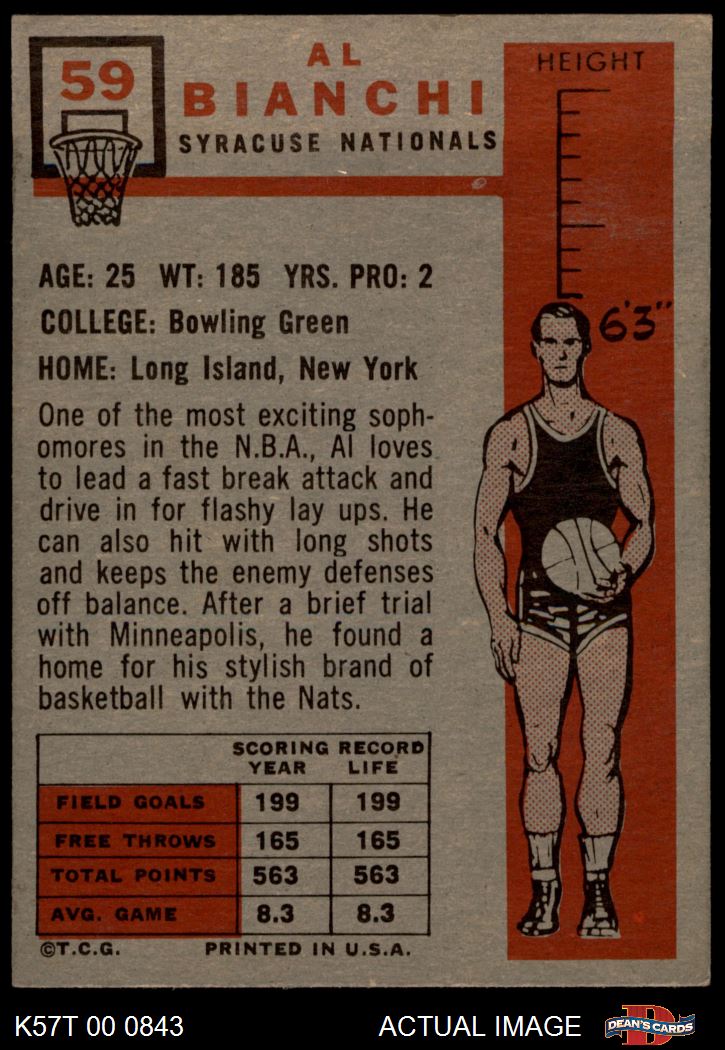 59
AL
BIANCHI
SYRACUSE NATIONALS
HEIGHT
6'3"
AGE: 25 WT: 185 YRS. PRO: 2
COLLEGE: Bowling Green
HOME: Long Island, New York
One of the most exciting soph-
omores in the N.B.A., Al loves
to lead a fast break attack and
drive in for flashy lay ups. He
can also hit with long shots
and keeps the enemy defenses
off balance. After a brief trial
with Minneapolis, he found a
home for his stylish brand of
basketball with the Nats.
SCORING RECORD
YEAR LIFE
FIELD GOALS 199 199
FREE THROWS 165 165
TOTAL POINTS 563 563
AVG. GAME 8.3 8.3
©T.C.G. PRINTED IN U.S.A.
K57T 00 0843 ACTUAL IMAGE D DEAN'S CARDS